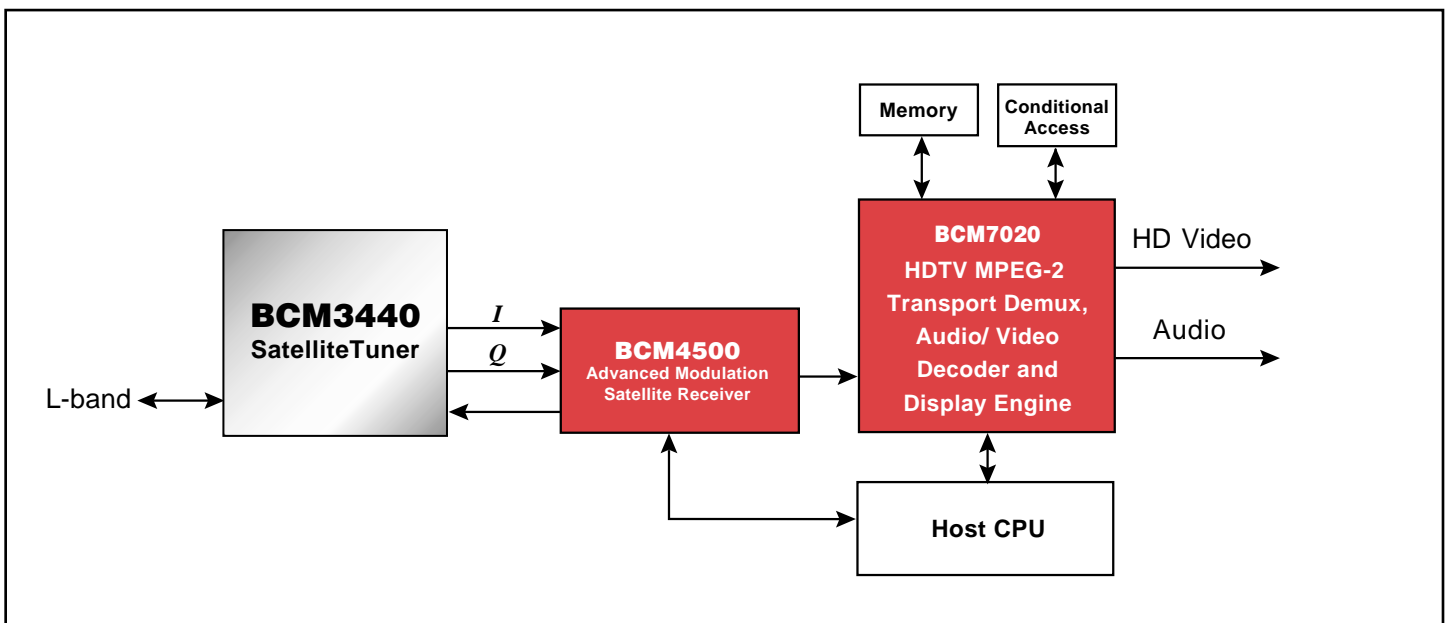 Memory
Conditional
Access
BCM3440
SatelliteTuner
L-band
I
Q
BCM4500
Advanced Modulation
Satellite Receiver
BCM7020
HDTV MPEG-2
Transport Demux,
Audio/ Video
Decoder and
Display Engine
HD Video
Audio
Host CPU